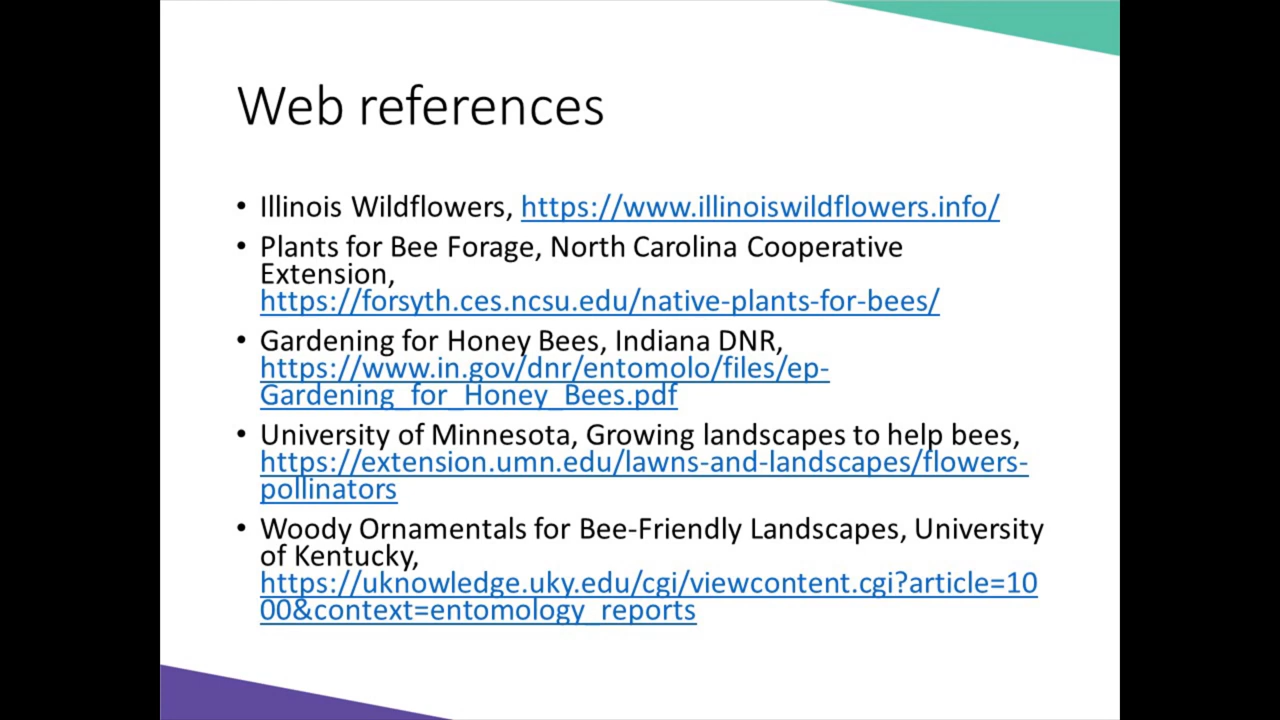 Web references
• Illinois Wildflowers, https://www.illinoiswildflowers.info/
• Plants for Bee Forage, North Carolina Cooperative
Extension,
https://forsyth.ces.ncsu.edu/native-plants-for-bees/
• Gardening for Honey Bees, Indiana DNR,
https://www.in.gov/dnr/entomolo/files/ep-
Gardening_for_Honey_Bees.pdf
• University of Minnesota, Growing landscapes to help bees,
https://extension.umn.edu/lawns-and-landscapes/flowers-
pollinators
• Woody Ornamentals for Bee-Friendly Landscapes, University
of Kentucky,
https://uknowledge.uky.edu/cgi/viewcontent.cgi?article=10
00&context=entomology_reports